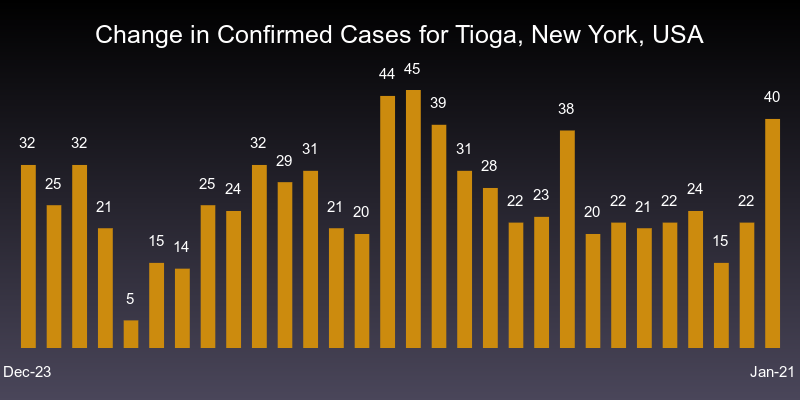 Change in Confirmed Cases for Tioga, New York, USA
32 25 32 21 5 15 14 25 24 32 29 31 21 20 44 45 39 31 28 22 23 38 20 22 21 22 24 15 22 40
Dec-23 Jan-21